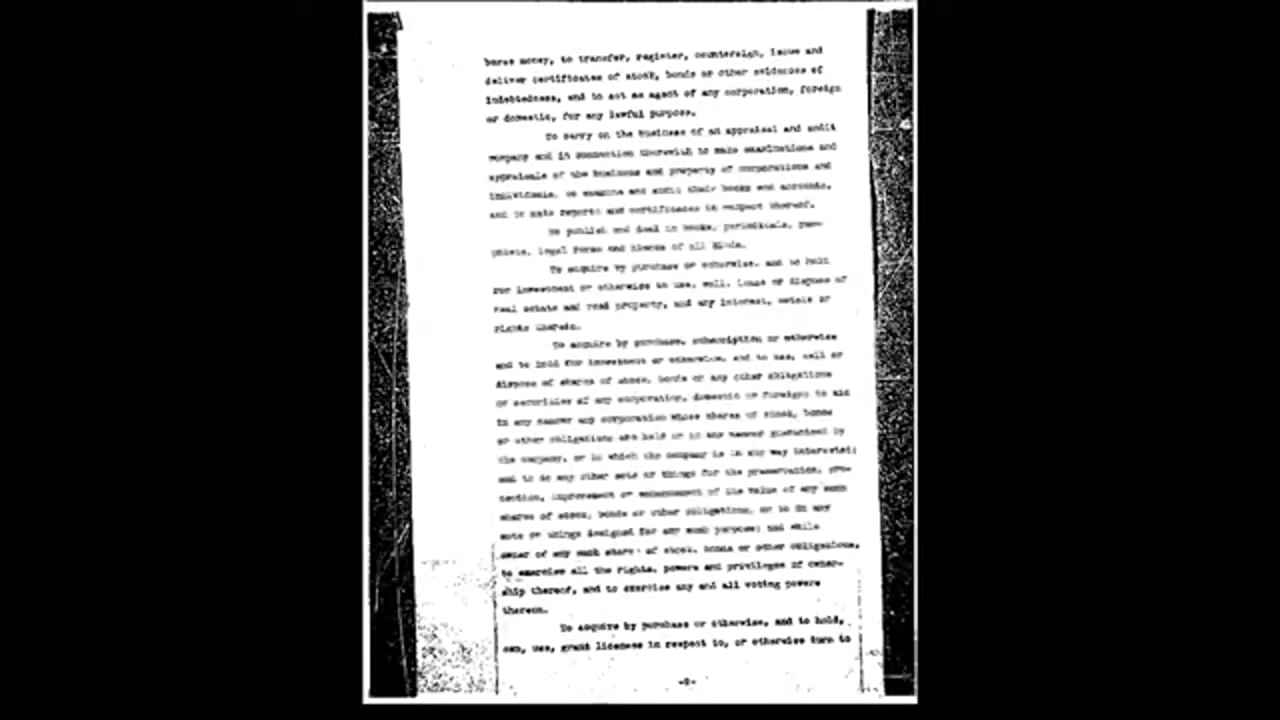 burse money, to transfer, register, countersign, issue and
deliver certificates of stock, bonds or other evidences of
indebtedness, and to act as agent of any corporation, foreign
or domestic, for any lawful purpose.
To carry on the business of an appraisal and audit
company and in connection therewith to make examinations and
appraisals of the business and property of corporations and
individuals, to examine and audit their books and accounts,
and to make reports and certificates in respect thereof.
To publish and deal in books, periodicals, pam-
phlets, legal forms and blanks of all kinds.
To acquire by purchase or otherwise, and to hold
for investment or otherwise to use, sell, lease or dispose of
real estate and real property, and any interest, estate or
rights therein.
To acquire by purchase, subscription or otherwise
and to hold for investment or otherwise, and to use, sell or
dispose of shares of stock, bonds or any other obligations
or securities of any corporation, domestic or foreign; to aid
in any manner any corporation whose shares of stock, bonds
or other obligations are held or in any manner guaranteed by
the company, or in which the company is in any way interested;
and to do any other acts or things for the preservation, pro-
tection, improvement or enhancement of the value of any such
shares of stock, bonds or other obligations, or to do any
acts or things designed for any such purpose; and while
owner of any such shares of stock, bonds or other obligations,
to exercise all the rights, powers and privileges of owner-
ship thereof, and to exercise any and all voting powers
thereon.
To acquire by purchase or otherwise, and to hold,
own, use, grant licenses in respect to, or otherwise turn to